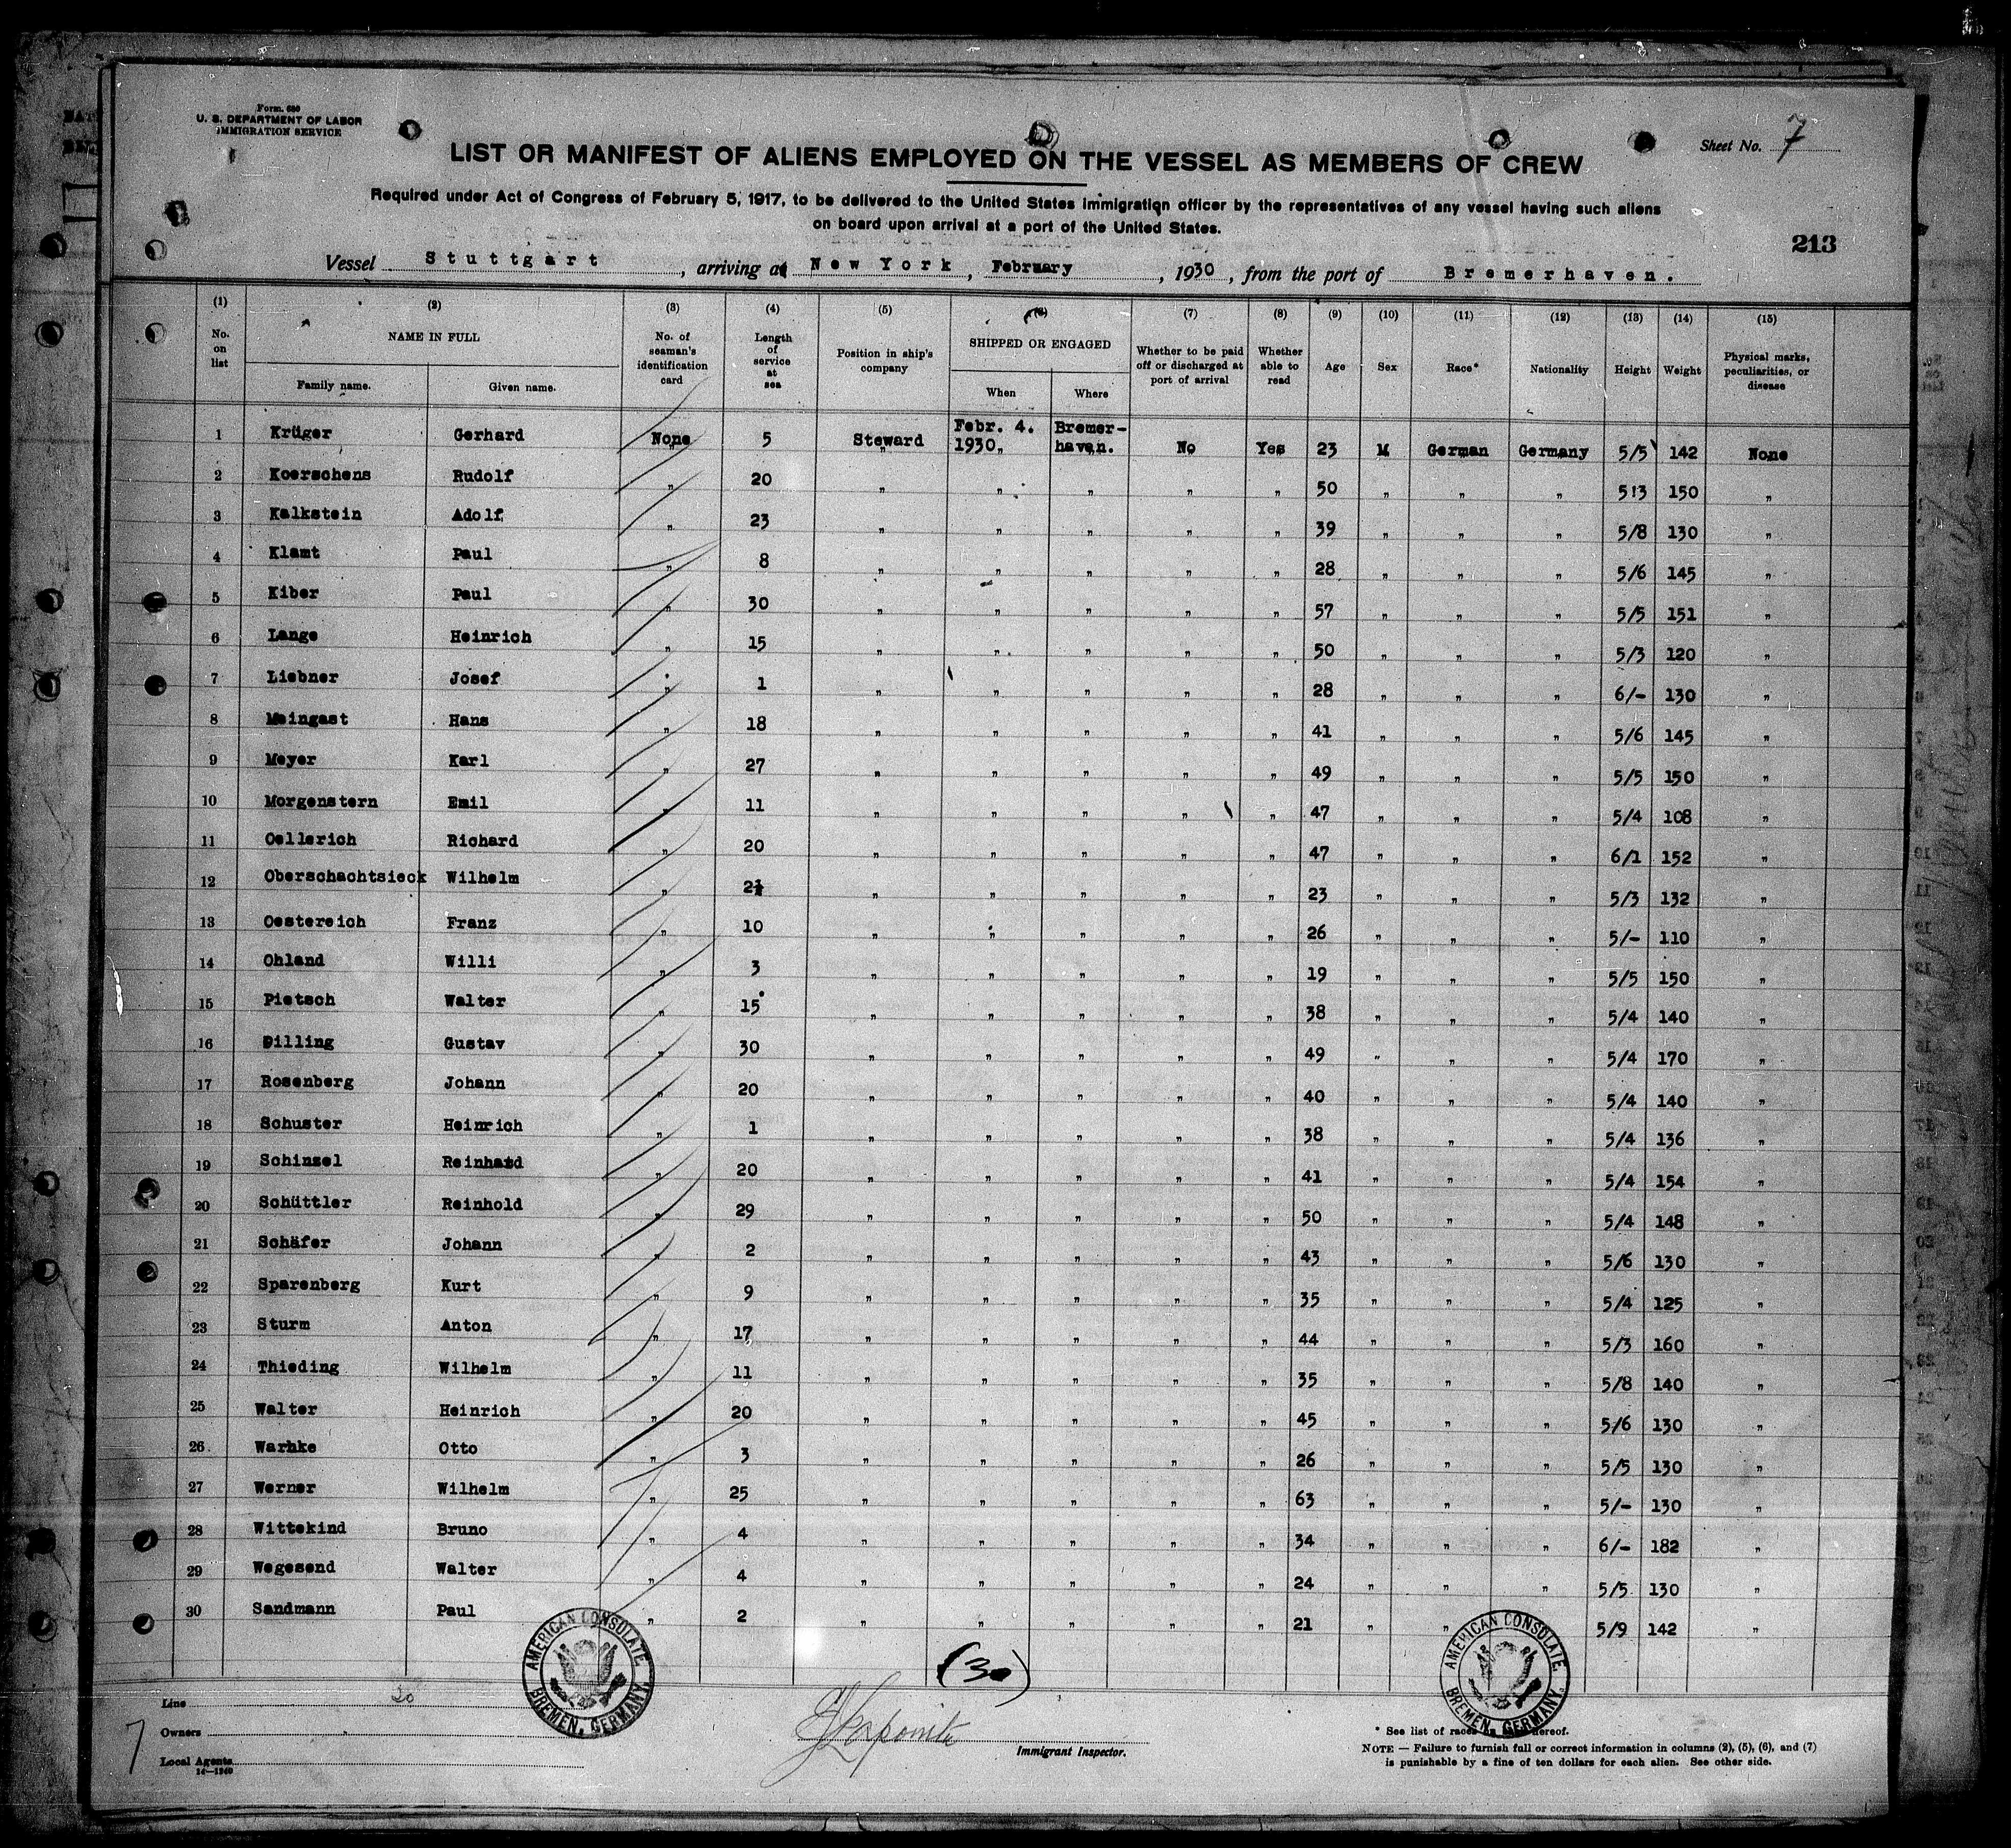 Form 680
U. S. DEPARTMENT OF LABOR
IMMIGRATION SERVICE
Sheet No. 7
LIST OR MANIFEST OF ALIENS EMPLOYED ON THE VESSEL AS MEMBERS OF CREW
Required under Act of Congress of February 5, 1917, to be delivered to the United States immigration officer by the representatives of any vessel having such aliens
on board upon arrival at a port of the United States.
213
Vessel Stuttgart, arriving at New York, February, 1930, from the port of Bremerhaven.
(1) (2) (3) (4) (5) (6) (7) (8) (9) (10) (11) (12) (13) (14) (15)
No. on list NAME IN FULL Family name. Given name. No. of seaman's identification card Length of service at sea Position in ship's company SHIPPED OR ENGAGED When Where Whether to be paid off or discharged at port of arrival Whether able to read Age Sex Race* Nationality Height Weight Physical marks, peculiarities, or disease
1 Krüger Gerhard None 5 Steward Febr. 4. 1930, Bremer-haven. No Yes 23 M German Germany 5/5 142 None
2 Koerschens Rudolf " 20 " " " " " 50 " " " 5!3 150 "
3 Kalkstein Adolf " 23 " " " " " 39 " " " 5/8 130 "
4 Klamt Paul " 8 " " " " " 28 " " " 5/6 145 "
5 Kiber Paul " 30 " " " " " 57 " " " 5/5 151 "
6 Lange Heinrich " 15 " " " " " 50 " " " 5/3 120 "
7 Liebner Josef " 1 " " " " " 28 " " " 6/- 130 "
8 Meingast Hans " 18 " " " " " 41 " " " 5/6 145 "
9 Meyer Karl " 27 " " " " " 49 " " " 5/5 150 "
10 Morgenstern Emil " 11 " " " " " 47 " " " 5/4 108 "
11 Oellerich Richard " 20 " " " " " 47 " " " 6/1 152 "
12 Oberschachtsieck Wilhelm " " " " " " 23 " " " 5/3 132 "
13 Oestereich Franz " 10 " " " " " 26 " " " 5/- 110 "
14 Ohland Willi " 3 " " " " " 19 " " " 5/5 150 "
15 Pietsch Walter " 15 " " " " " 38 " " " 5/4 140 "
16 Pilling Gustav " 30 " " " " " 49 " " " 5/4 170 "
17 Rosenberg Johann " 20 " " " " " 40 " " " 5/4 140 "
18 Schuster Heinrich " 1 " " " " " 38 " " " 5/4 136 "
19 Schinzel Reinhard " 20 " " " " " 41 " " " 5/4 154 "
20 Schüttler Reinhold " 29 " " " " " 50 " " " 5/4 148 "
21 Schäfer Johann " 2 " " " " " 43 " " " 5/6 130 "
22 Sparenberg Kurt " 9 " " " " " 35 " " " 5/4 125 "
23 Sturm Anton " 17 " " " " " 44 " " " 5/3 160 "
24 Thieding Wilhelm " 11 " " " " " 35 " " " 5/8 140 "
25 Walter Heinrich " 20 " " " " " 45 " " " 5/6 130 "
26 Warnke Otto " 3 " " " " " 26 " " " 5/5 130 "
27 Werner Wilhelm " 25 " " " " " 63 " " " 5/- 130 "
28 Wittekind Bruno " 4 " " " " " 34 " " " 6/- 182 "
29 Wegesend Walter " 4 " " " " " 24 " " " 5/5 130 "
30 Sandmann Paul " 2 " " " " " 21 " " 5/9 142 "
AMERICAN CONSULATE. BREMEN, GERMANY.
AMERICAN CONSULATE. BREMEN, GERMANY.
(30)
Line 30
Owners
Local Agents
14—1240
7
Immigrant Inspector.
* See list of races hereof.
NOTE — Failure to furnish full or correct information in columns (2), (5), (6), and (7)
is punishable by a fine of ten dollars for each alien. See other side.